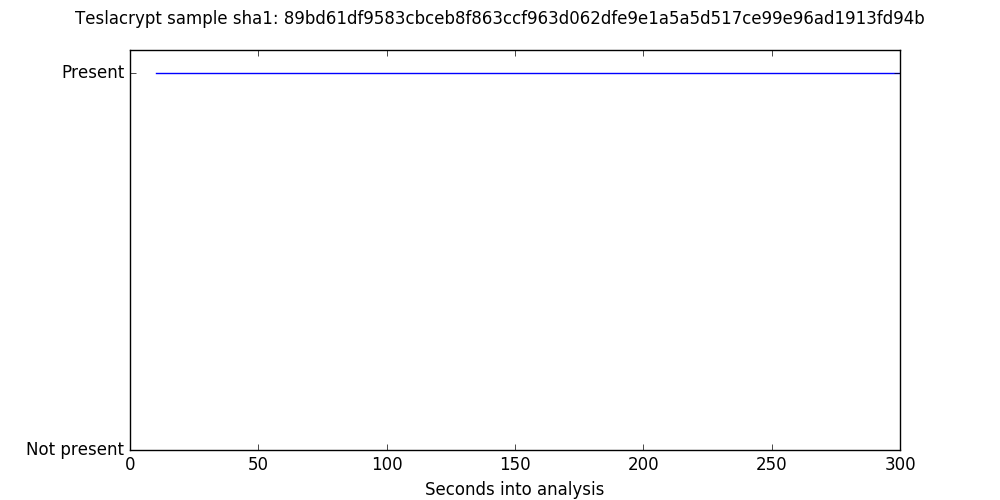 Teslacrypt sample sha1: 89bd61df9583cbceb8f863ccf963d062dfe9e1a5a5d517ce99e96ad1913fd94b
Present
Not present
0 50 100 150 200 250 300
Seconds into analysis